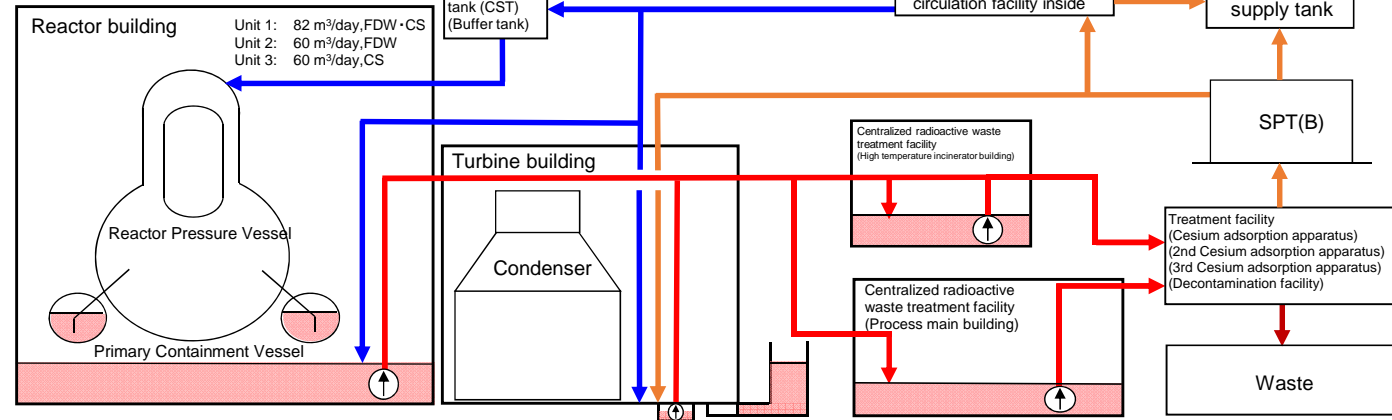 tank (CST)
(Buffer tank)
circulation facility inside
supply tank
Reactor building
Unit 1: 82 m³/day,FDW・CS
Unit 2: 60 m³/day,FDW
Unit 3: 60 m³/day,CS
SPT(B)
Centralized radioactive waste
treatment facility
(High temperature incinerator building)
Turbine building
Reactor Pressure Vessel
Condenser
Treatment facility
(Cesium adsorption apparatus)
(2nd Cesium adsorption apparatus)
(3rd Cesium adsorption apparatus)
(Decontamination facility)
Centralized radioactive
waste treatment facility
(Process main building)
Primary Containment Vessel
Waste